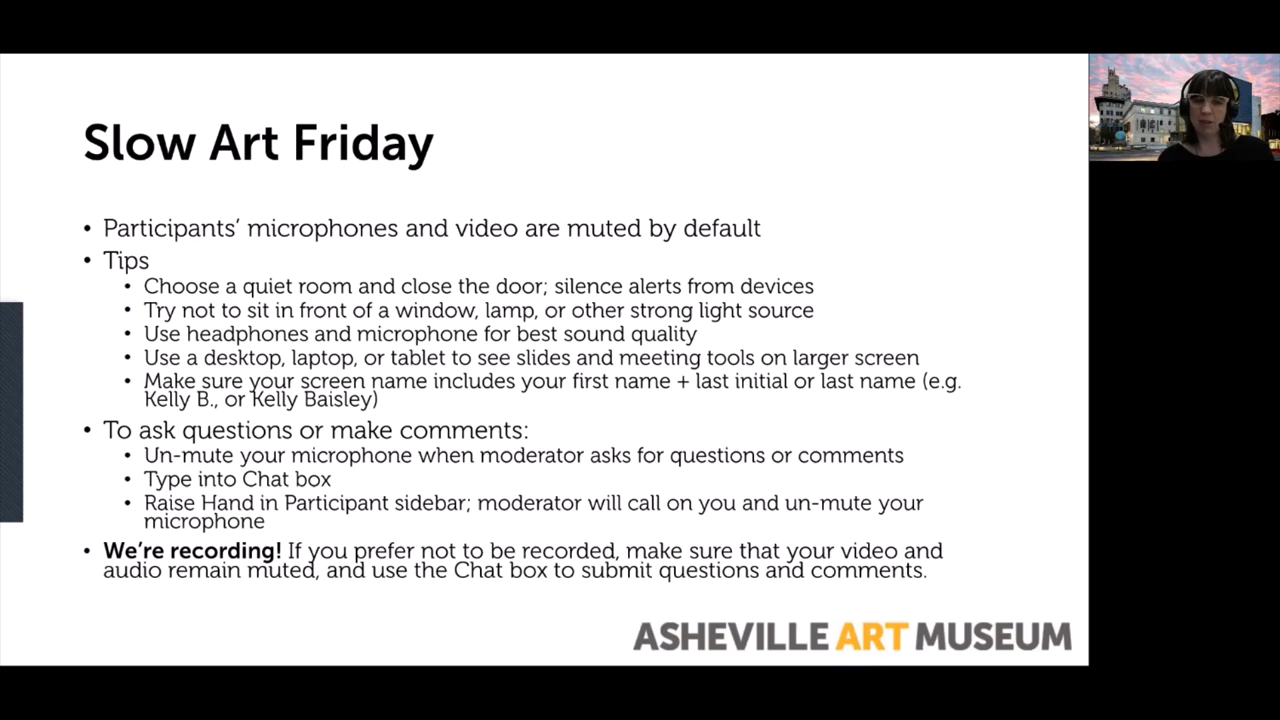 Slow Art Friday
• Participants’ microphones and video are muted by default
• Tips
• Choose a quiet room and close the door; silence alerts from devices
• Try not to sit in front of a window, lamp, or other strong light source
• Use headphones and microphone for best sound quality
• Use a desktop, laptop, or tablet to see slides and meeting tools on larger screen
• Make sure your screen name includes your first name + last initial or last name (e.g.
Kelly B., or Kelly Baisley)
• To ask questions or make comments:
• Un-mute your microphone when moderator asks for questions or comments
• Type into Chat box
• Raise Hand in Participant sidebar; moderator will call on you and un-mute your
microphone
• We’re recording! If you prefer not to be recorded, make sure that your video and
audio remain muted, and use the Chat box to submit questions and comments.
ASHEVILLE ART MUSEUM